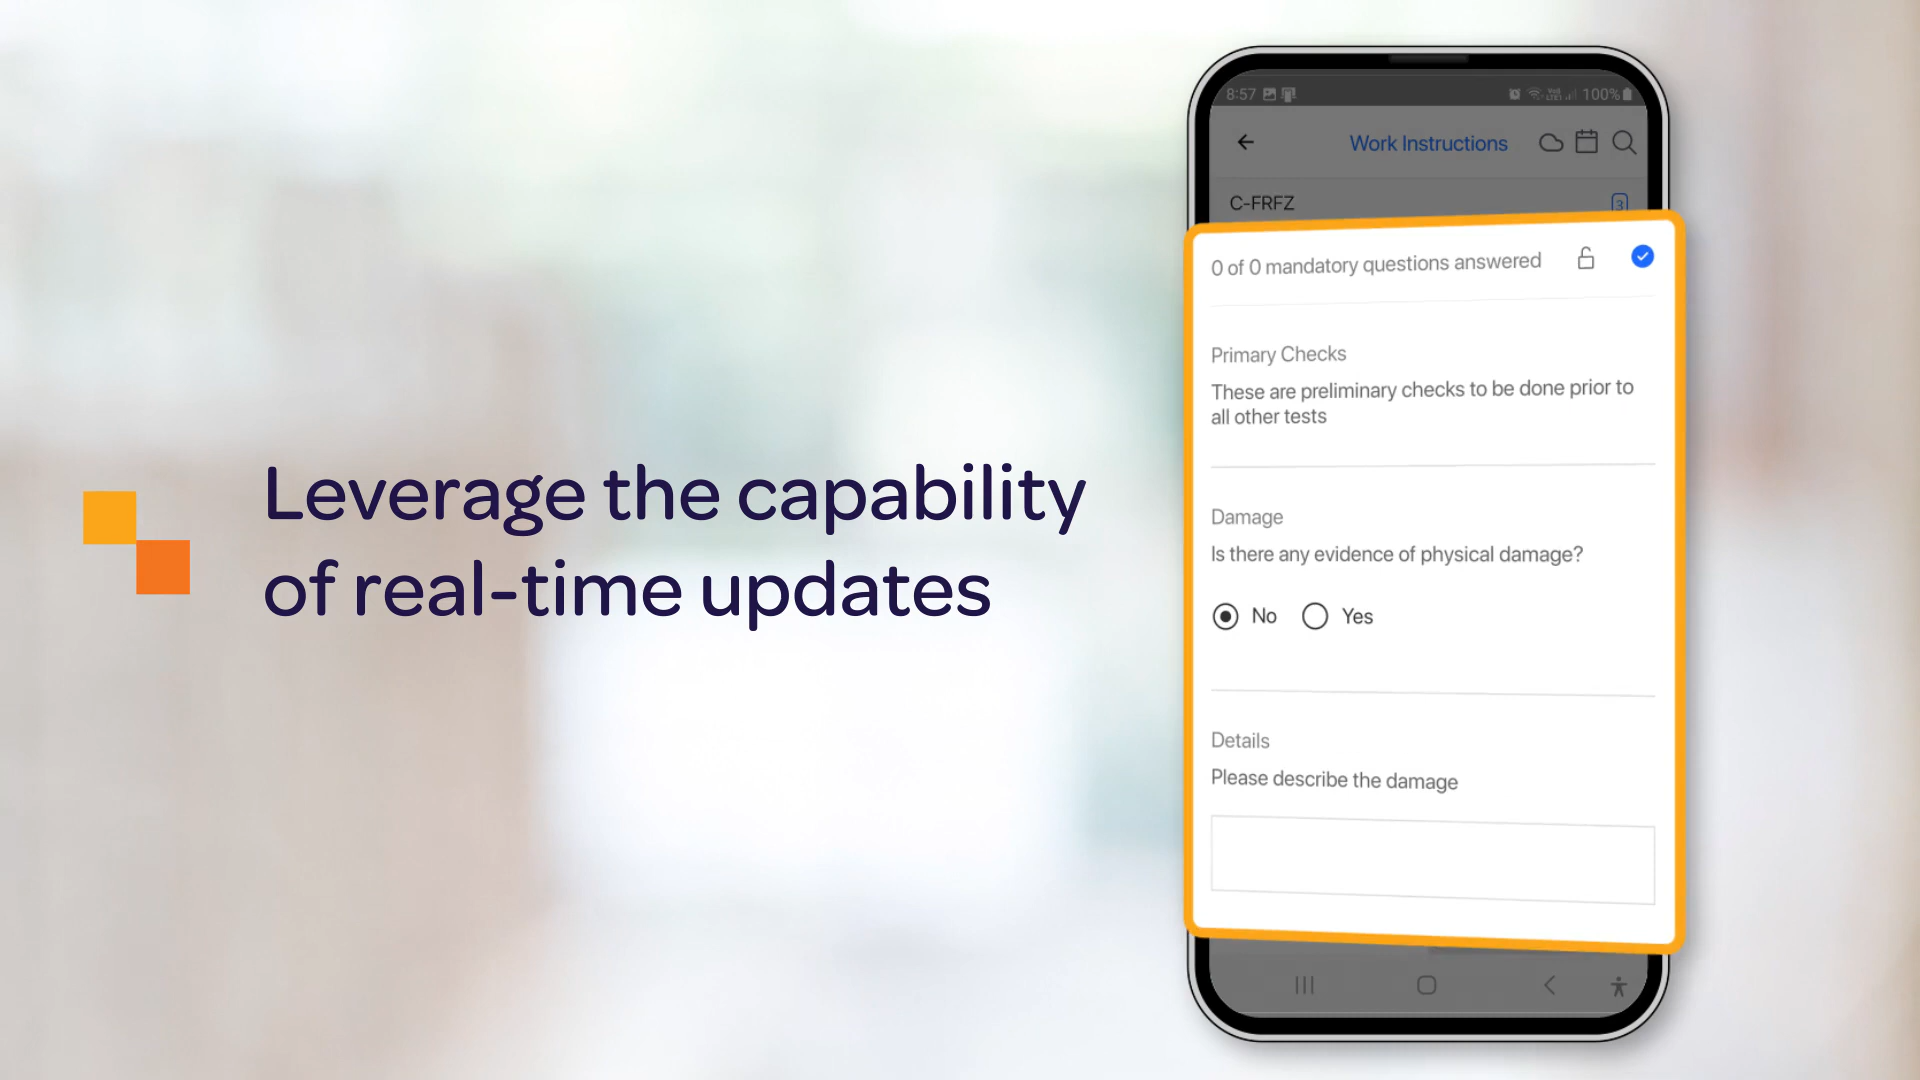 Leverage the capability
of real-time updates
8:57
100%
Work Instructions
C-FRFZ
3
0 of 0 mandatory questions answered
Primary Checks
These are preliminary checks to be done prior to
all other tests
Damage
Is there any evidence of physical damage?
No Yes
Details
Please describe the damage